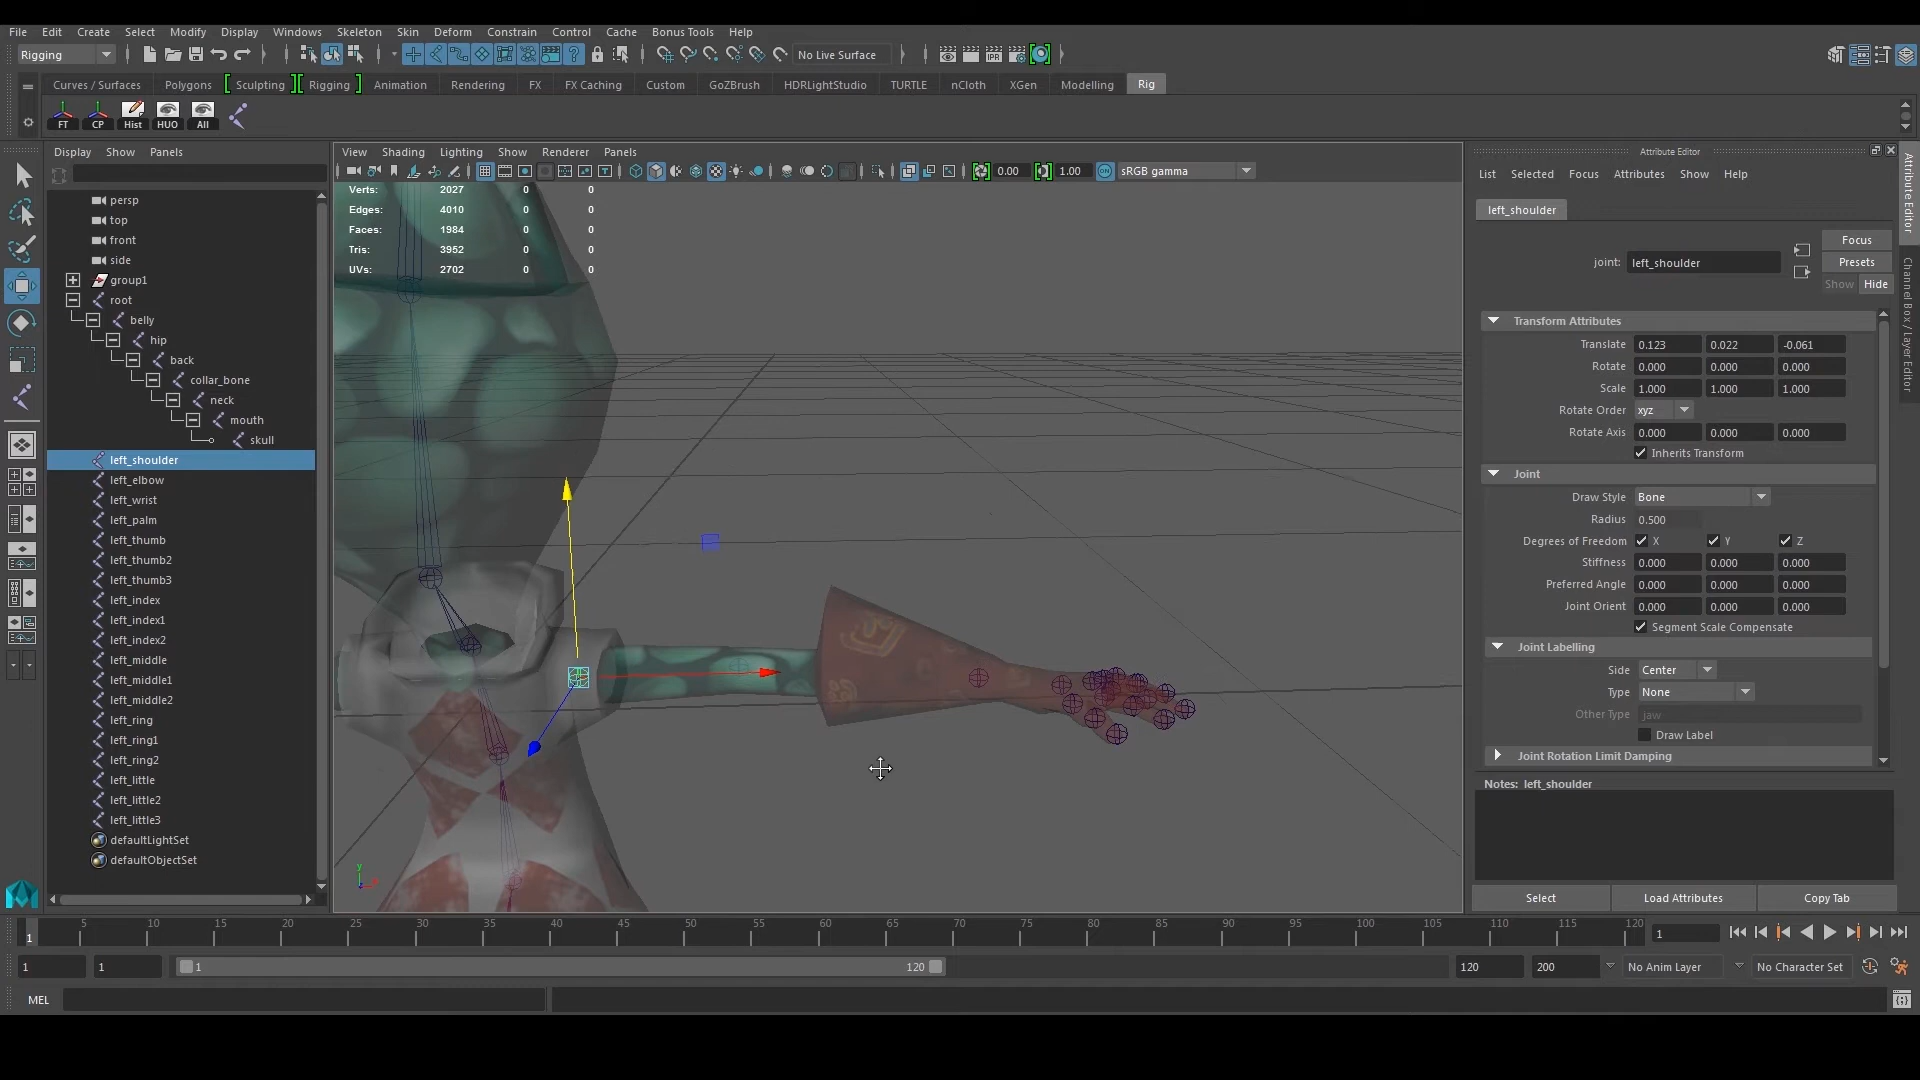 File Edit Create Select Modify Display Windows Skeleton Skin Deform Constrain Control Cache Bonus Tools Help
Rigging No Live Surface
Curves / Surfaces Polygons Sculpting Rigging Animation Rendering FX FX Caching Custom GoZBrush HDRLightStudio TURTLE nCloth XGen Modelling Rig
FT CP Hist HUO All
Display Show Panels
View Shading Lighting Show Renderer Panels
0.00 1.00 sRGB gamma
Verts: 2027 0 0
Edges: 4010 0 0
Faces: 1984 0 0
Tris: 3952 0 0
UVs: 2702 0 0
persp
top
front
side
group1
root
belly
hip
back
collar_bone
neck
mouth
skull
left_shoulder
left_elbow
left_wrist
left_palm
left_thumb
left_thumb2
left_thumb3
left_index
left_index1
left_index2
left_middle
left_middle1
left_middle2
left_ring
left_ring1
left_ring2
left_little
left_little2
left_little3
defaultLightSet
defaultObjectSet
y
Attribute Editor
List Selected Focus Attributes Show Help
left_shoulder
joint: left_shoulder
Focus
Presets
Show Hide
Transform Attributes
Translate 0.123 0.022 -0.061
Rotate 0.000 0.000 0.000
Scale 1.000 1.000 1.000
Rotate Order xyz
Rotate Axis 0.000 0.000 0.000
Inherits Transform
Joint
Draw Style Bone
Radius 0.500
Degrees of Freedom X Y Z
Stiffness 0.000 0.000 0.000
Preferred Angle 0.000 0.000 0.000
Joint Orient 0.000 0.000 0.000
Segment Scale Compensate
Joint Labelling
Side Center
Type None
Other Type jaw
Draw Label
Joint Rotation Limit Damping
Notes: left_shoulder
Select Load Attributes Copy Tab
Attribute Editor
Channel Box / Layer Editor
1 5 10 15 20 25 30 35 40 45 50 55 60 65 70 75 80 85 90 95 100 105 110 115 120
1
1 1 1 120 120 200 No Anim Layer No Character Set
MEL